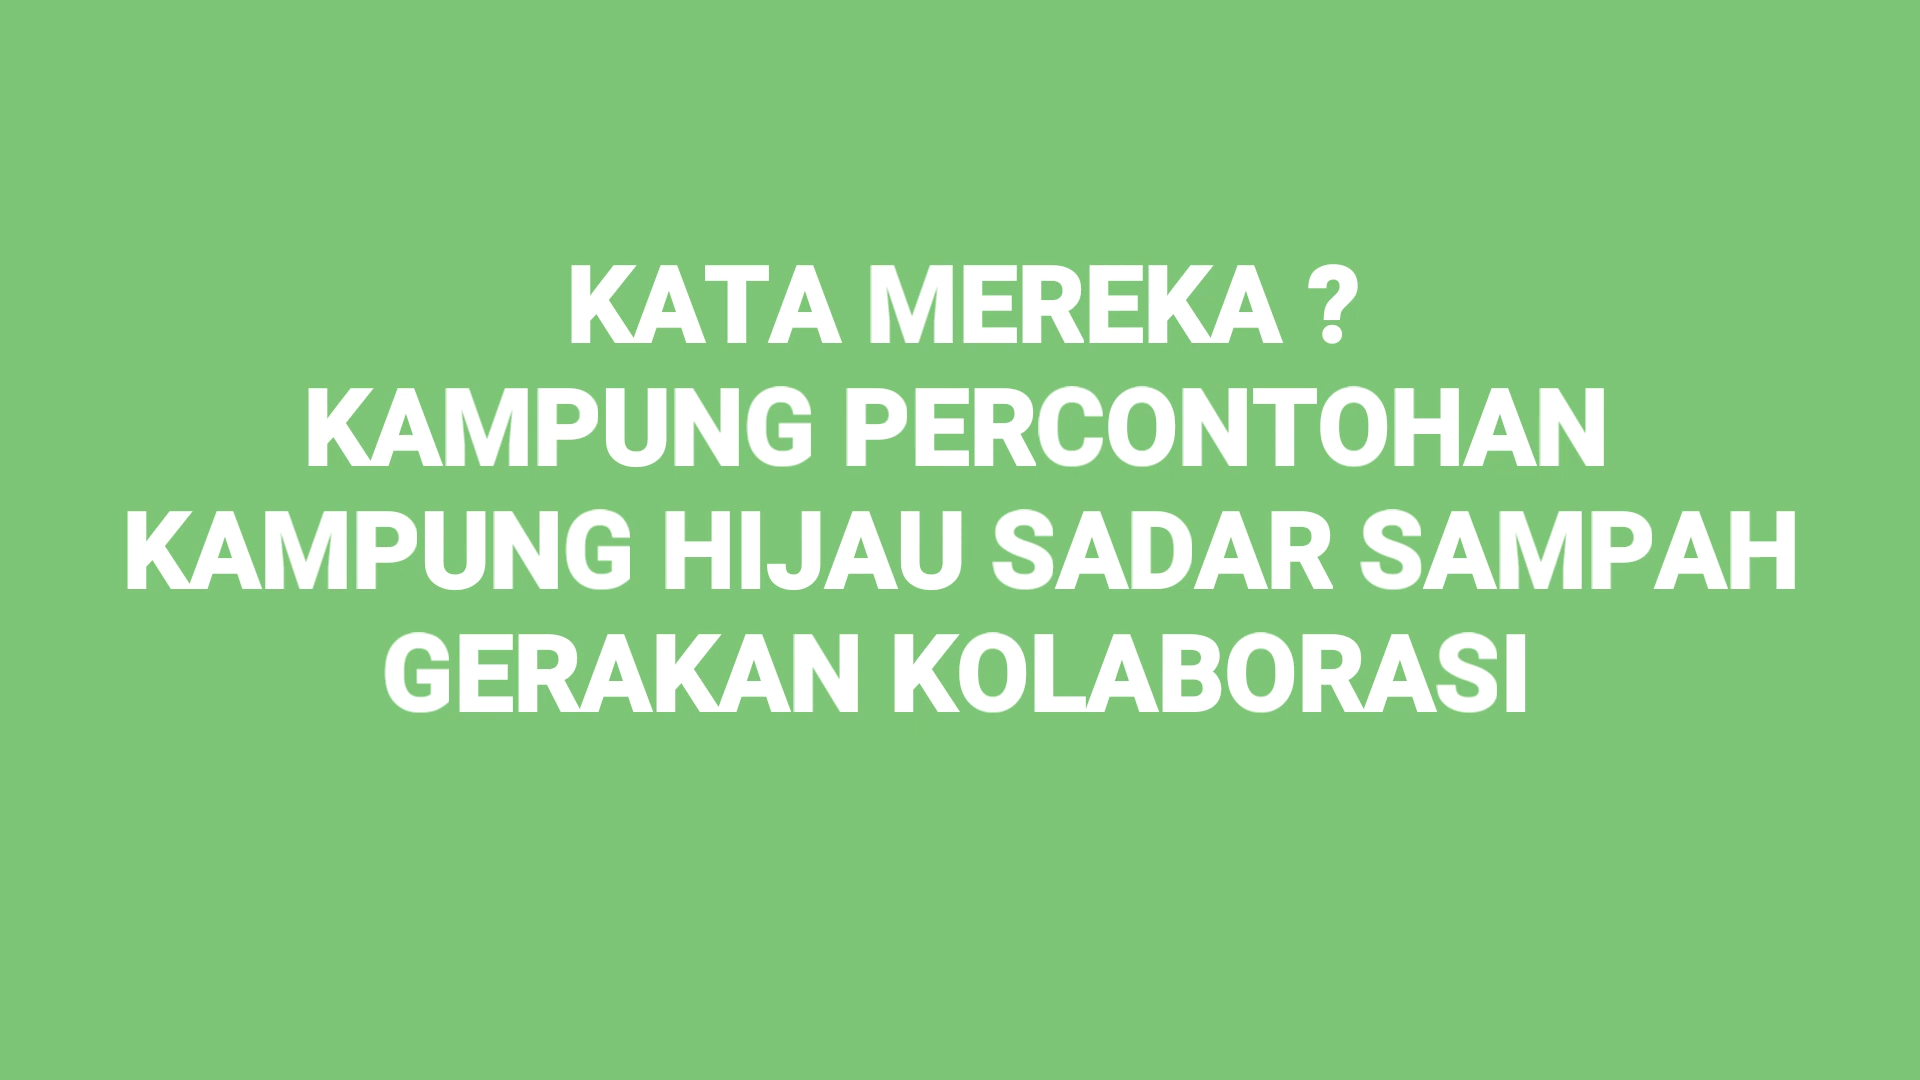 KATA MEREKA ?
KAMPUNG PERCONTOHAN
KAMPUNG HIJAU SADAR SAMPAH
GERAKAN KOLABORASI